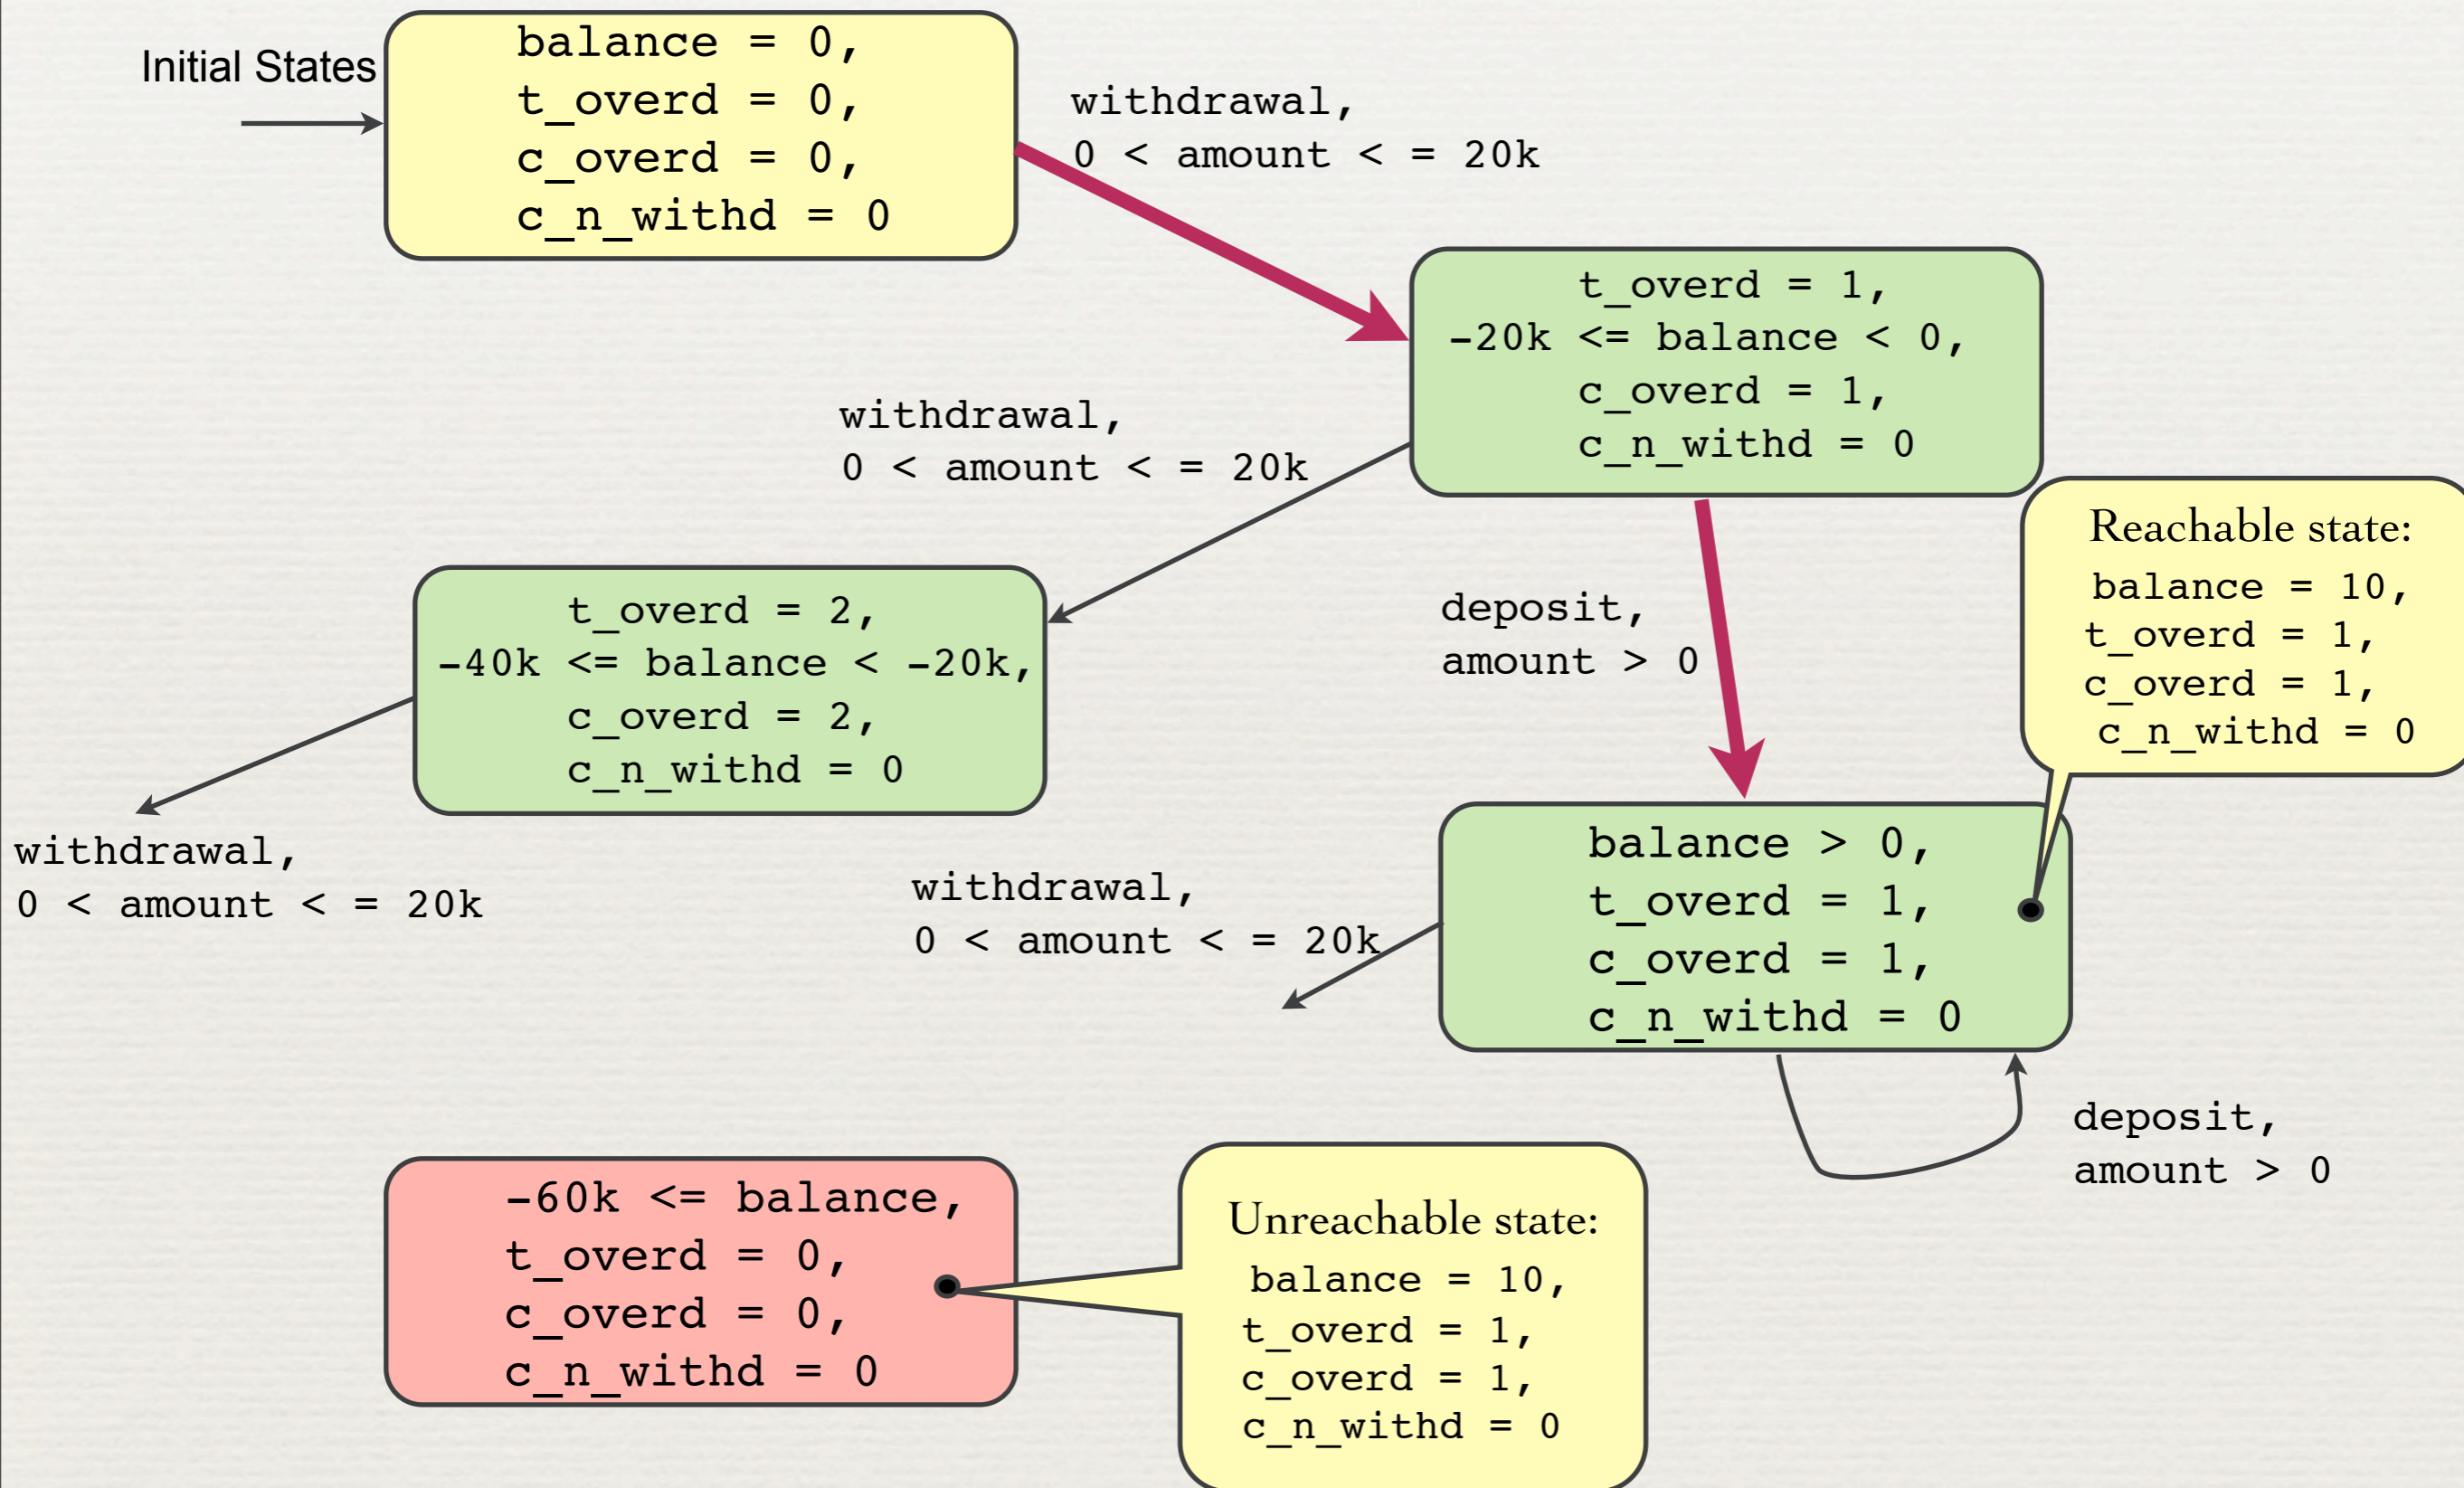 Initial States
balance = 0,
t_overd = 0,
c_overd = 0,
c_n_withd = 0
withdrawal,
0 < amount < = 20k
t_overd = 1,
-20k <= balance < 0,
c_overd = 1,
c_n_withd = 0
withdrawal,
0 < amount < = 20k
Reachable state:
balance = 10,
t_overd = 1,
c_overd = 1,
c_n_withd = 0
t_overd = 2,
-40k <= balance < -20k,
c_overd = 2,
c_n_withd = 0
deposit,
amount > 0
withdrawal,
0 < amount < = 20k
withdrawal,
0 < amount < = 20k
balance > 0,
t_overd = 1,
c_overd = 1,
c_n_withd = 0
deposit,
amount > 0
-60k <= balance,
t_overd = 0,
c_overd = 0,
c_n_withd = 0
Unreachable state:
balance = 10,
t_overd = 1,
c_overd = 1,
c_n_withd = 0